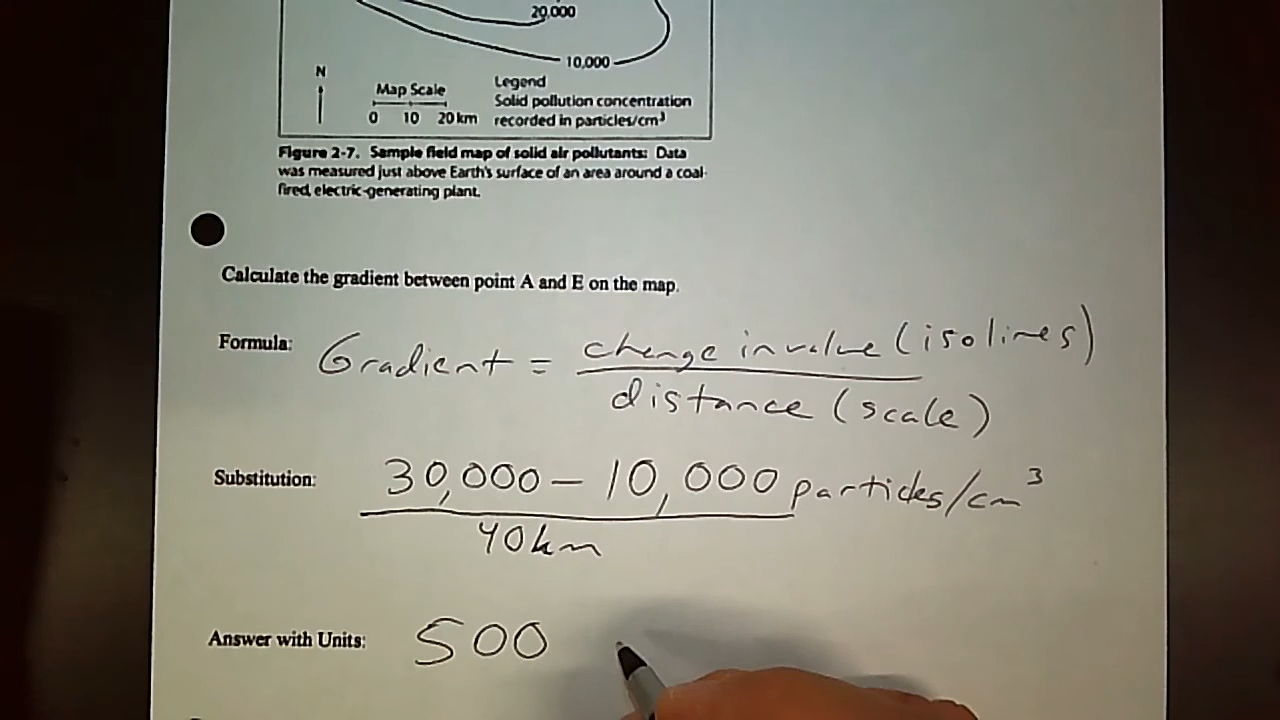 20,000
10,000
N
Map Scale
0 10 20 km
Legend
Solid pollution concentration
recorded in particles/cm³
Figure 2-7. Sample field map of solid air pollutants: Data
was measured just above Earth's surface of an area around a coal-
fired, electric-generating plant.
Calculate the gradient between point A and E on the map.
Formula: Gradient = change in value (isolines)
distance (scale)
Substitution: 30,000 – 10,000 particles/cm³
40 km
Answer with Units: 500